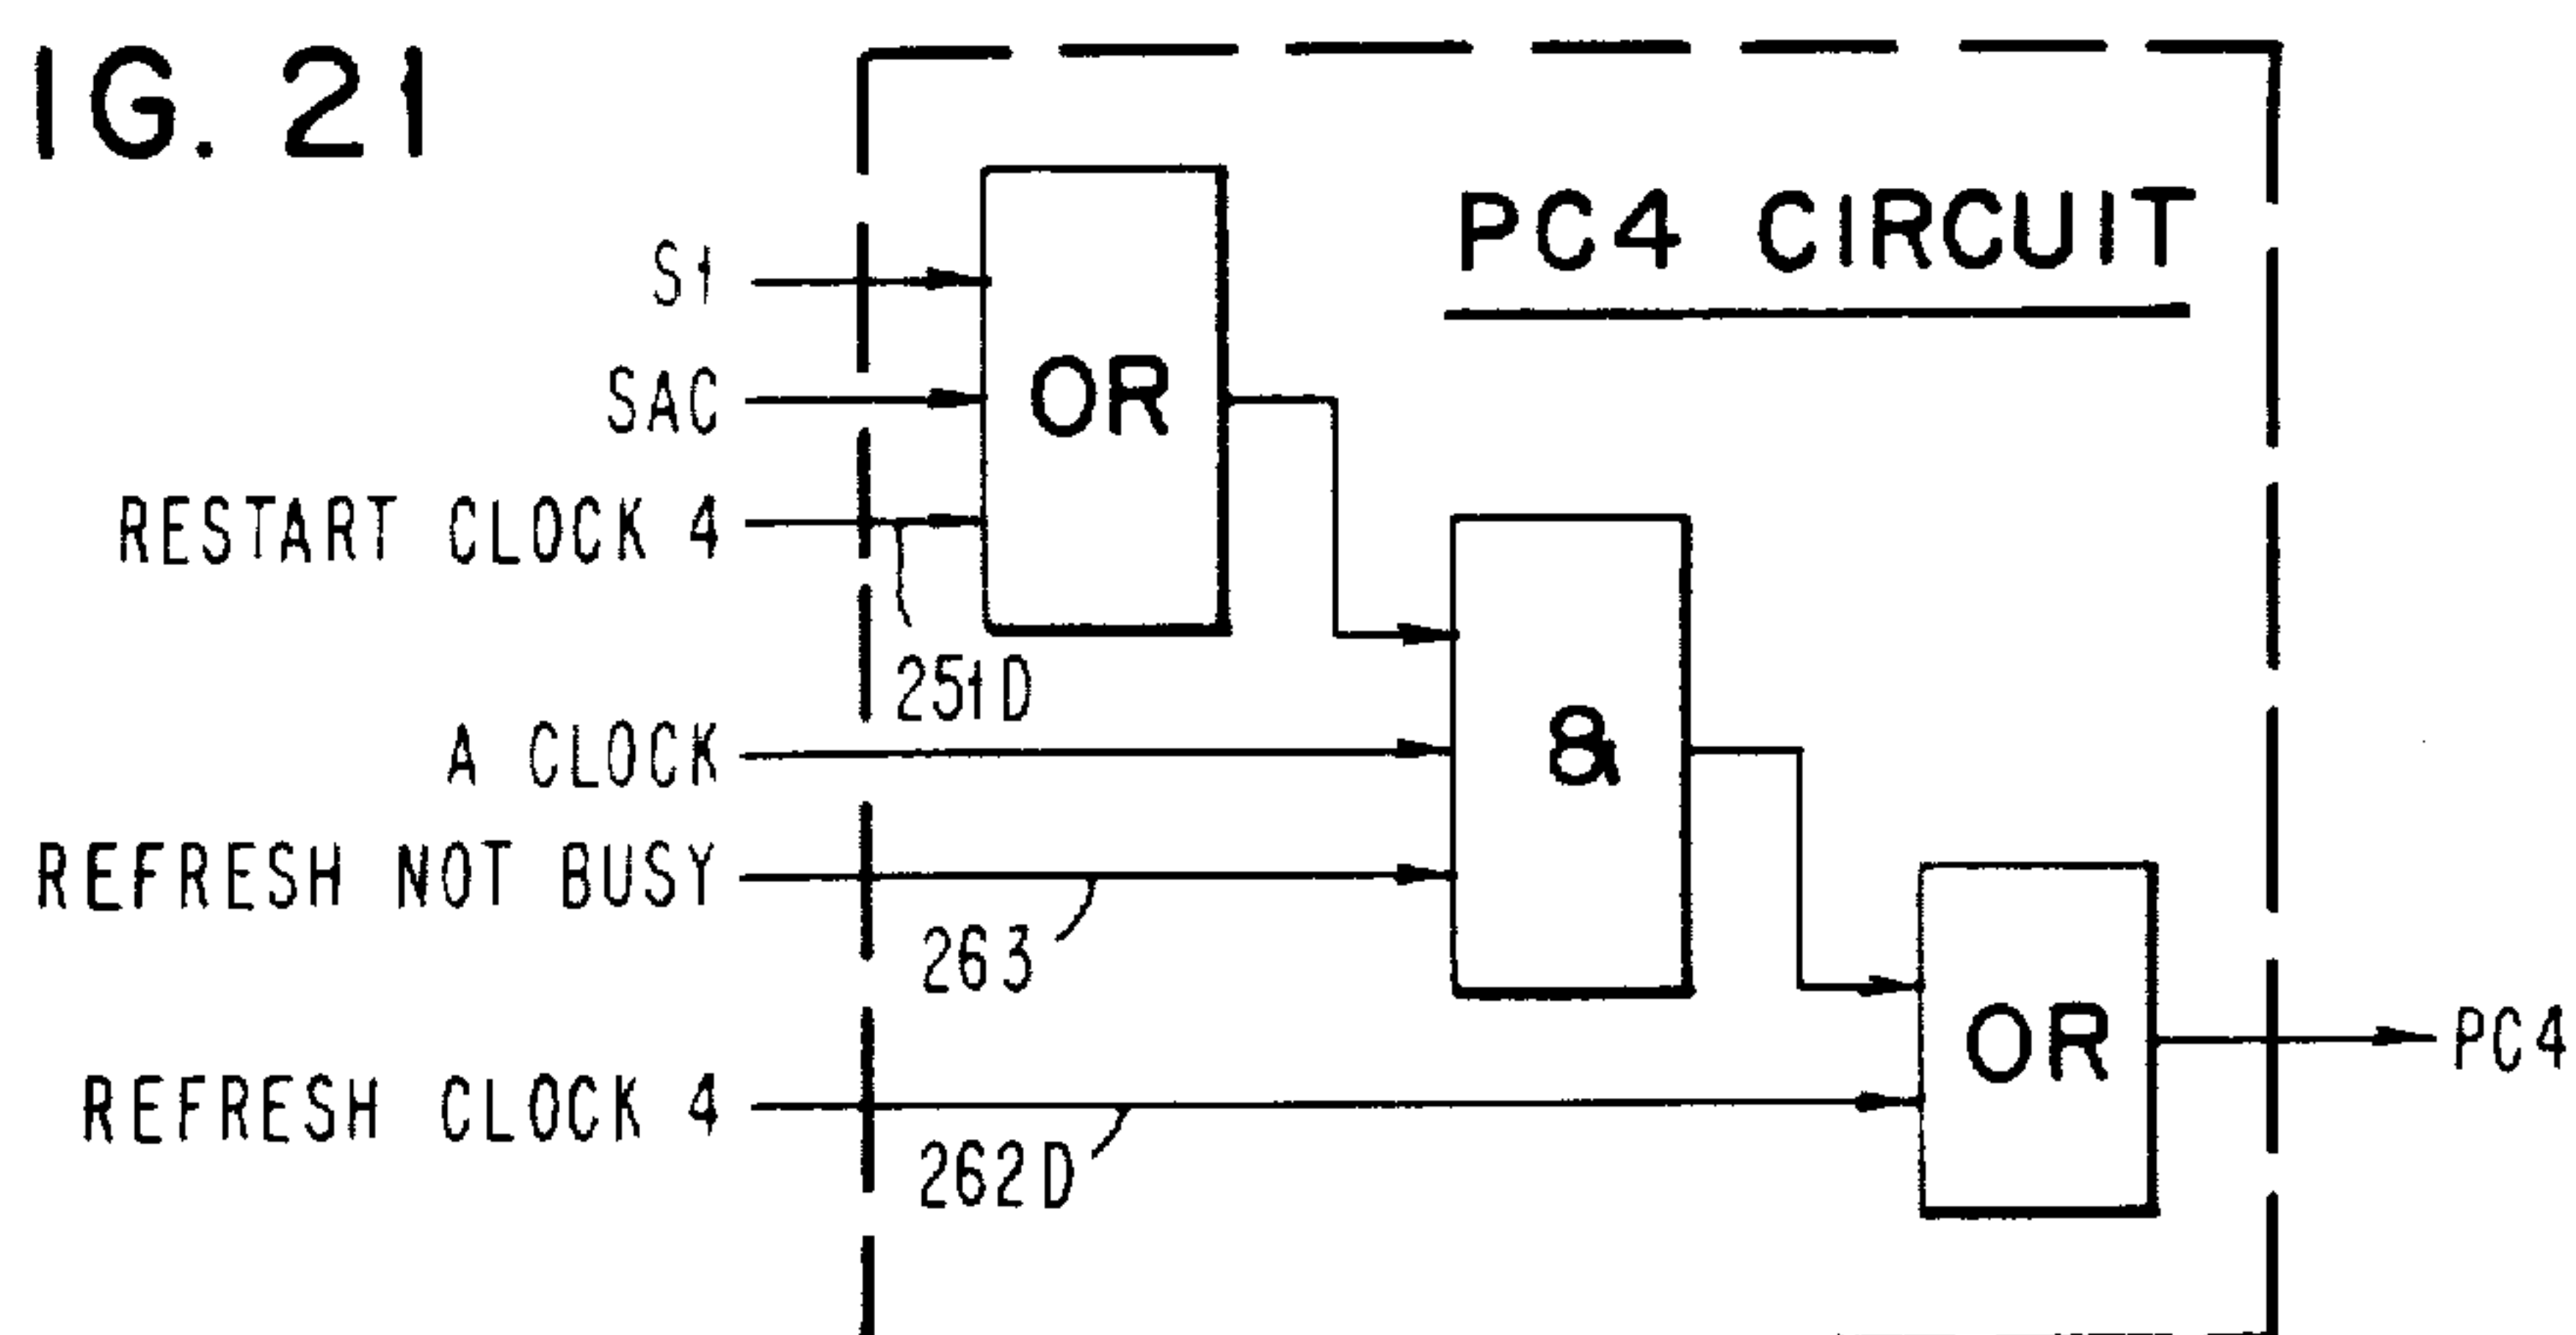 IG. 21
PC4 CIRCUIT
S1
SAC
OR
RESTART CLOCK 4
251D
A CLOCK
&
REFRESH NOT BUSY
263
OR
PC4
REFRESH CLOCK 4
262D